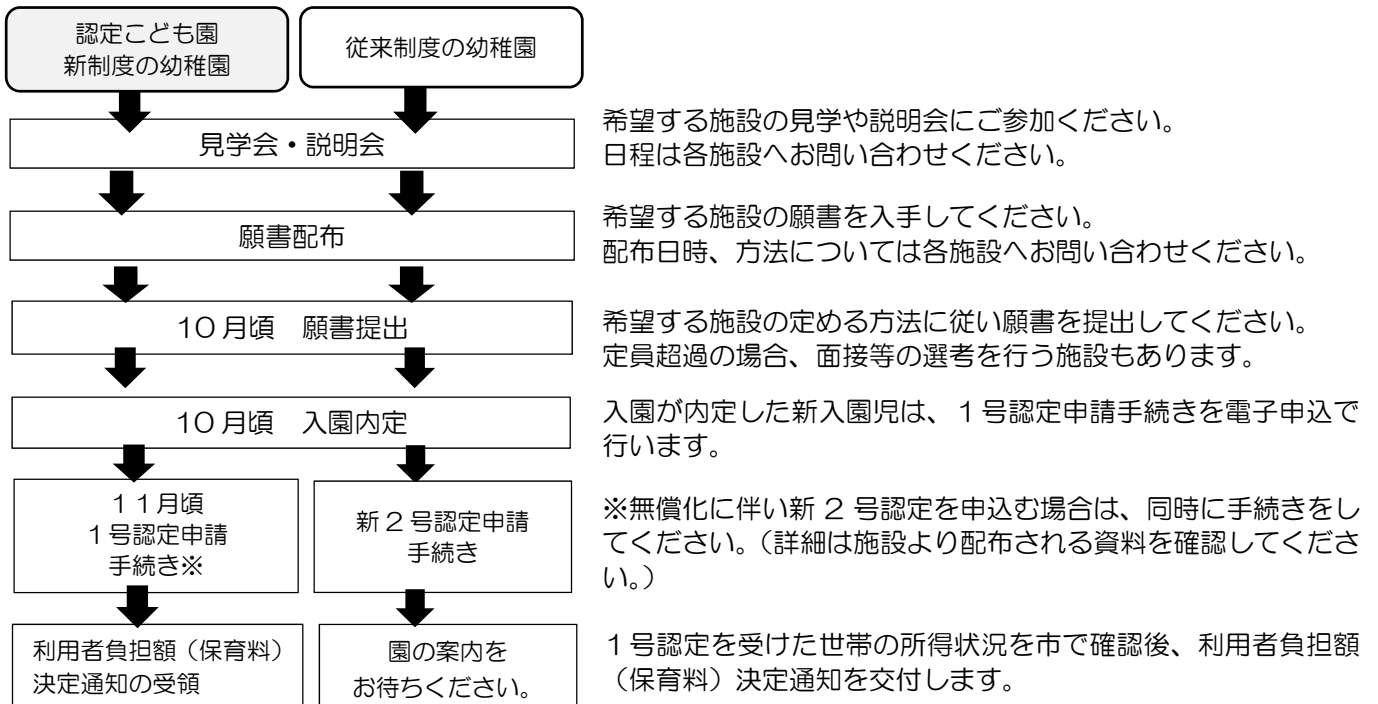 認定こども園
新制度の幼稚園
従来制度の幼稚園
見学会・説明会
希望する施設の見学や説明会にご参加ください。
日程は各施設へお問い合わせください。
願書配布
希望する施設の願書を入手してください。
配布日時、方法については各施設へお問い合わせください。
10月頃　願書提出
希望する施設の定める方法に従い願書を提出してください。
定員超過の場合、面接等の選考を行う施設もあります。
10月頃　入園内定
入園が内定した新入園児は、１号認定申請手続きを電子申込で
行います。
１１月頃
１号認定申請
手続き※
新２号認定申請
手続き
※無償化に伴い新 2 号認定を申込む場合は、同時に手続きをし
てください。（詳細は施設より配布される資料を確認してくださ
い。）
利用者負担額（保育料）
決定通知の受領
園の案内を
お待ちください。
１号認定を受けた世帯の所得状況を市で確認後、利用者負担額
（保育料）決定通知を交付します。